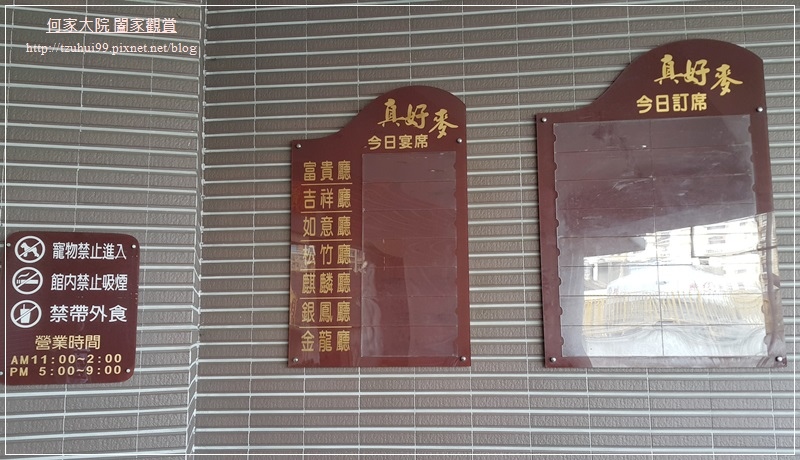 何家大院 闔家觀賞
http://tzuhui99.pixnet.net/blog
寵物禁止進入
館內禁止吸煙
禁帶外食
營業時間
AM11:00~2:00
PM 5:00~9:00
真好麥
今日宴席
富貴廳
吉祥廳
如意廳
松竹廳
麒麟廳
銀鳳廳
金龍廳
真好麥
今日訂席